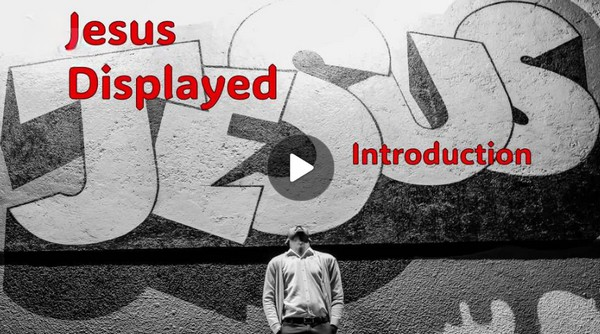 Jesus
Displayed
JESUS
Introduction